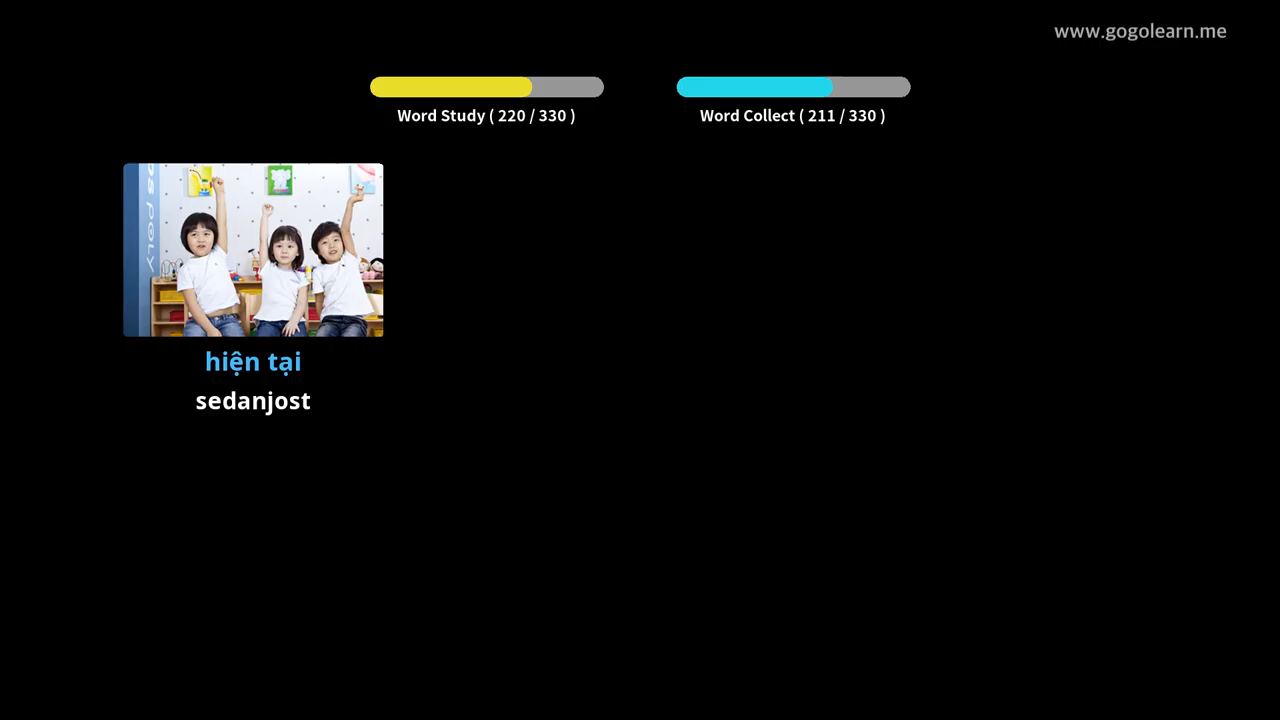 www.gogolearn.me
Word Study ( 220 / 330 )
Word Collect ( 211 / 330 )
hiện tại
sedanjost